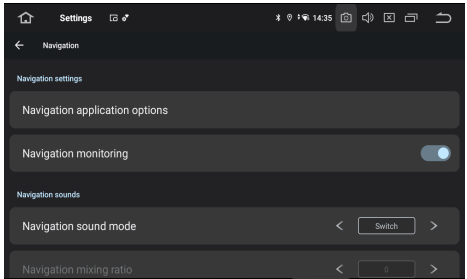 Settings
14:35
Navigation
Navigation settings
Navigation application options
Navigation monitoring
Navigation sounds
Navigation sound mode
Switch
Navigation mixing ratio
0